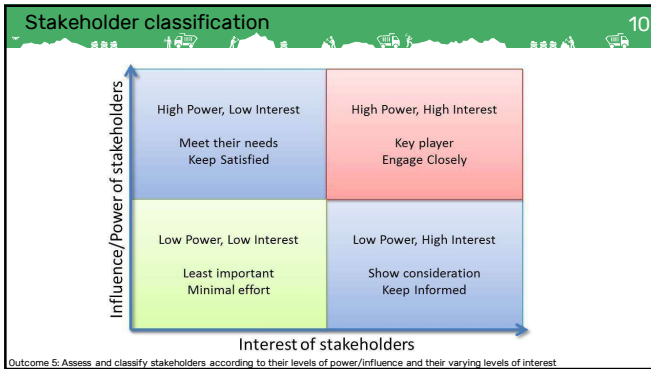 Stakeholder classification
10
Influence/Power of stakeholders
High Power, Low Interest
Meet their needs
Keep Satisfied
High Power, High Interest
Key player
Engage Closely
Low Power, Low Interest
Least important
Minimal effort
Low Power, High Interest
Show consideration
Keep Informed
Interest of stakeholders
Outcome 5: Assess and classify stakeholders according to their levels of power/influence and their varying levels of interest